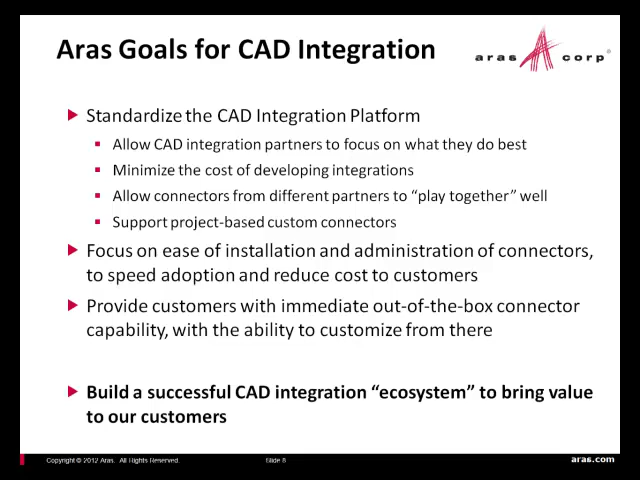 Aras Goals for CAD Integration
aras corp®
Standardize the CAD Integration Platform
Allow CAD integration partners to focus on what they do best
Minimize the cost of developing integrations
Allow connectors from different partners to “play together” well
Support project-based custom connectors
Focus on ease of installation and administration of connectors,
to speed adoption and reduce cost to customers
Provide customers with immediate out-of-the-box connector
capability, with the ability to customize from there
Build a successful CAD integration “ecosystem” to bring value
to our customers
Copyright © 2012 Aras. All Rights Reserved. Slide 8 aras.com